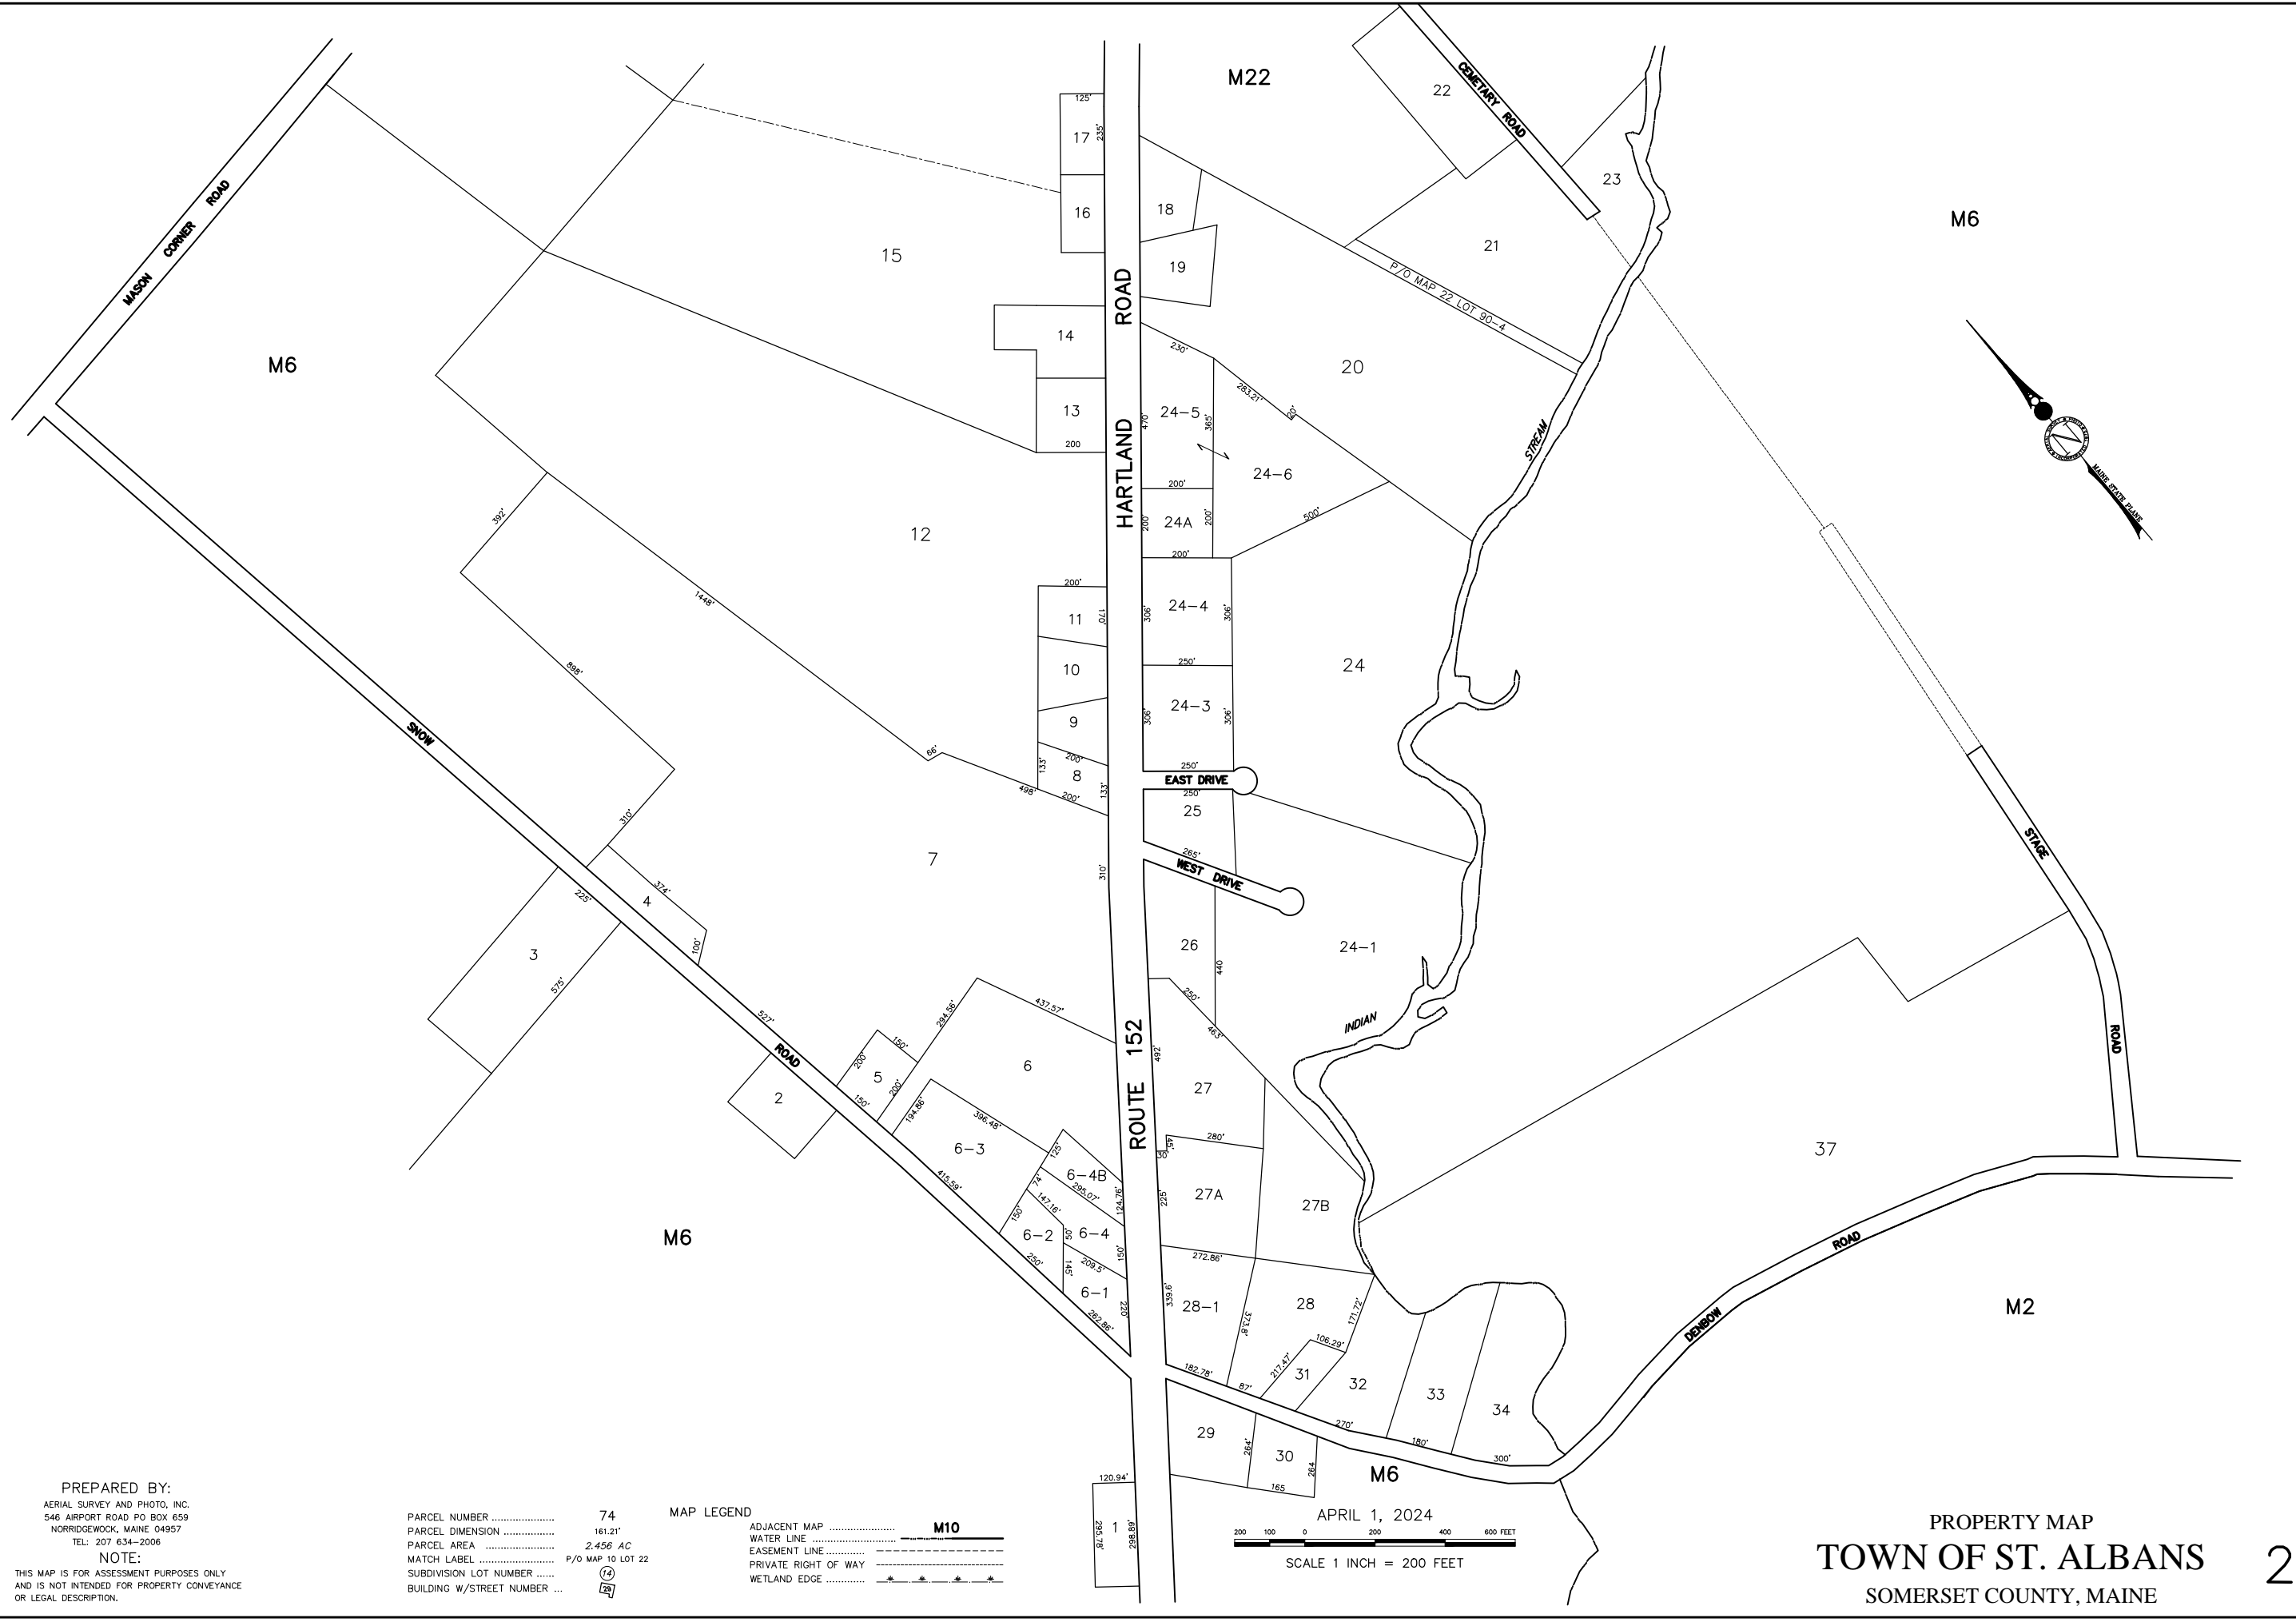 M22
CEMETARY ROAD
22
125'
17
235'
23
MASON CORNER ROAD
16
18
M6
21
15
19
P/O MAP 22 LOT 90-4
HARTLAND ROAD
14
M6
230'
20
283.21'
20'
13
24-5
470'
365'
200
STREAM
24-6
MAINE STATE PLANE
N
200'
392'
500'
12
24A
200'
200'
200'
1448'
200'
11
170'
24-4
306'
306'
10
250'
24
898'
24-3
9
306'
306'
SNOW
66'
200'
133'
8
250'
EAST DRIVE
498'
200'
133'
250'
310'
25
STAGE
7
265'
WEST DRIVE
310'
374'
4
225'
3
100'
26
24-1
440
575'
437.57'
250'
294.56'
527'
463'
INDIAN
ROUTE 152
ROAD
ROAD
150'
200'
5
6
492'
200'
2
150'
27
194.86'
396.48'
45'
280'
30'
37
6-3
125'
6-4B
74'
295.07'
415.59'
124.76'
27A
225'
147.16'
27B
150'
6-2
50'
6-4
M6
250'
145'
209.5'
150'
272.86'
ROAD
6-1
339.6'
28-1
28
262.86'
220'
373.8'
171.72'
M2
DENBOW
106.29'
217.47'
31
182.78'
87'
32
33
34
270'
180'
300'
29
264'
30
264
M6
165
120.94'
1
295.78'
298.89'
PREPARED BY:
AERIAL SURVEY AND PHOTO, INC.
546 AIRPORT ROAD PO BOX 659
NORRIDGEWOCK, MAINE 04957
TEL: 207 634-2006
NOTE:
THIS MAP IS FOR ASSESSMENT PURPOSES ONLY
AND IS NOT INTENDED FOR PROPERTY CONVEYANCE
OR LEGAL DESCRIPTION.
MAP LEGEND
PARCEL NUMBER .................. 74
PARCEL DIMENSION .................. 161.21'
PARCEL AREA .................. 2.456 AC
MATCH LABEL .................. P/O MAP 10 LOT 22
SUBDIVISION LOT NUMBER ...... 14
BUILDING W/STREET NUMBER ... 29
ADJACENT MAP .................. M10
WATER LINE ..................
EASEMENT LINE ............
PRIVATE RIGHT OF WAY
WETLAND EDGE ............
APRIL 1, 2024
200 100 0 200 400 600 FEET
SCALE 1 INCH = 200 FEET
PROPERTY MAP
TOWN OF ST. ALBANS
SOMERSET COUNTY, MAINE
2